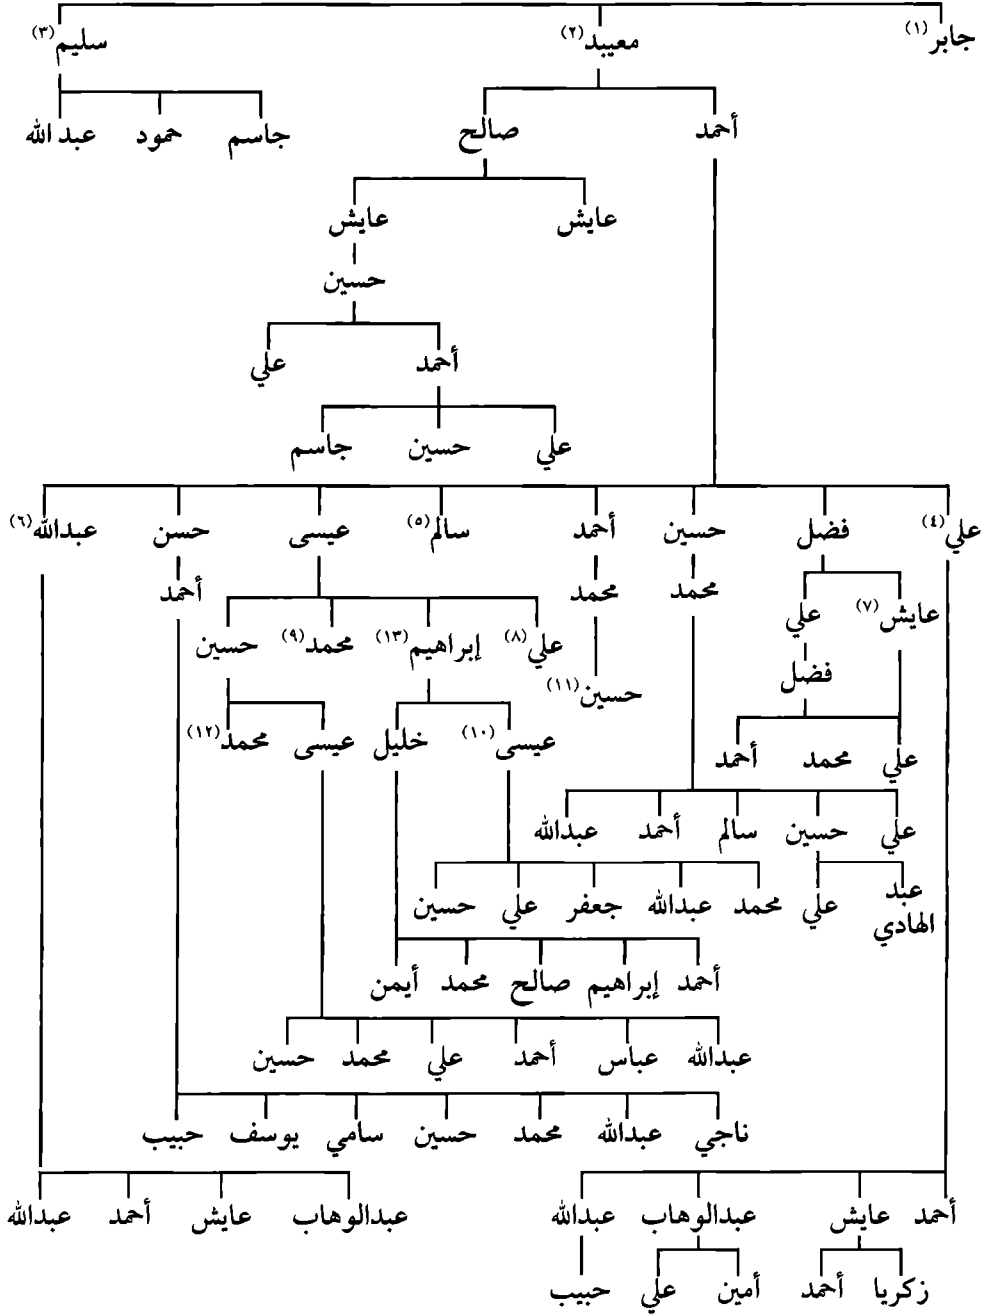 جابر(١) معيبد(٢) سليم(٣)
أحمد صالح جاسم حمود عبدالله
عايش عايش
حسين
أحمد علي
علي حسين جاسم
علي(٤) فضل حسين أحمد سالم(٥) عيسى حسن عبدالله(٦)
محمد محمد أحمد
عايش(٧) علي
علي(٨) إبراهيم(١٣) محمد(٩) حسين
فضل حسين(١١)
عيسى(١٠) خليل عيسى محمد(١٢)
علي محمد أحمد
علي حسين سالم أحمد عبدالله
عبد الهادي علي محمد عبدالله جعفر علي حسين
أحمد إبراهيم صالح محمد أيمن
عبدالله عباس أحمد علي محمد حسين
ناجي عبدالله محمد حسين سامي يوسف حبيب
أحمد عايش عبدالوهاب عبدالله عبدالوهاب عايش أحمد عبدالله
زكريا أحمد أمين علي حبيب